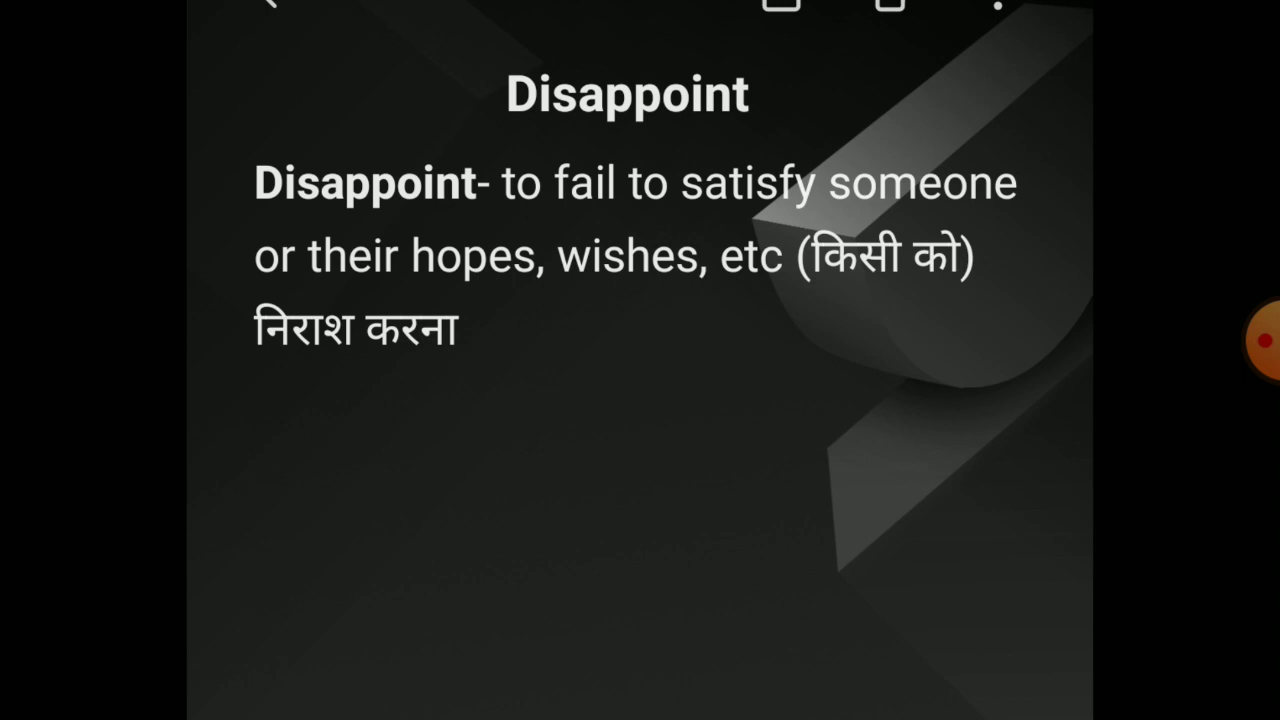 Disappoint
Disappoint- to fail to satisfy someone
or their hopes, wishes, etc (किसी को)
निराश करना